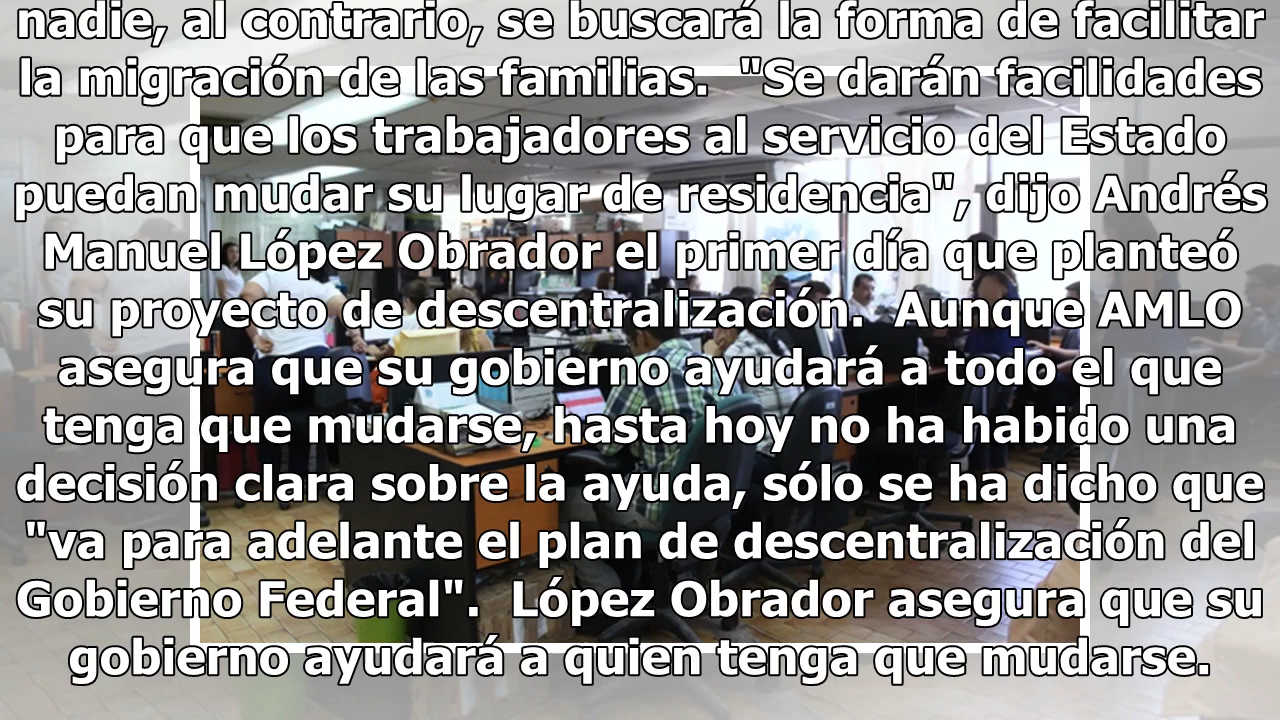 nadie, al contrario, se buscará la forma de facilitar
la migración de las familias. "Se darán facilidades
para que los trabajadores al servicio del Estado
puedan mudar su lugar de residencia", dijo Andrés
Manuel López Obrador el primer día que planteó
su proyecto de descentralización. Aunque AMLO
asegura que su gobierno ayudará a todo el que
tenga que mudarse, hasta hoy no ha habido una
decisión clara sobre la ayuda, sólo se ha dicho que
"va para adelante el plan de descentralización del
Gobierno Federal". López Obrador asegura que su
gobierno ayudará a quien tenga que mudarse.